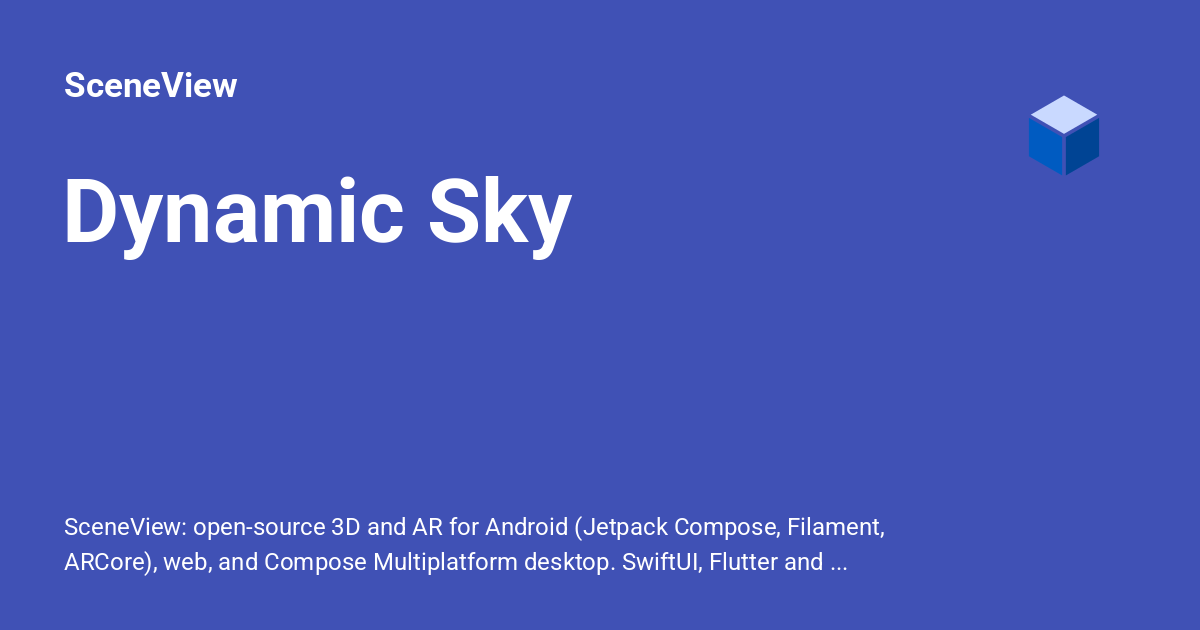 SceneView
Dynamic Sky
SceneView: open-source 3D and AR for Android (Jetpack Compose, Filament,
ARCore), web, and Compose Multiplatform desktop. SwiftUI, Flutter and ...